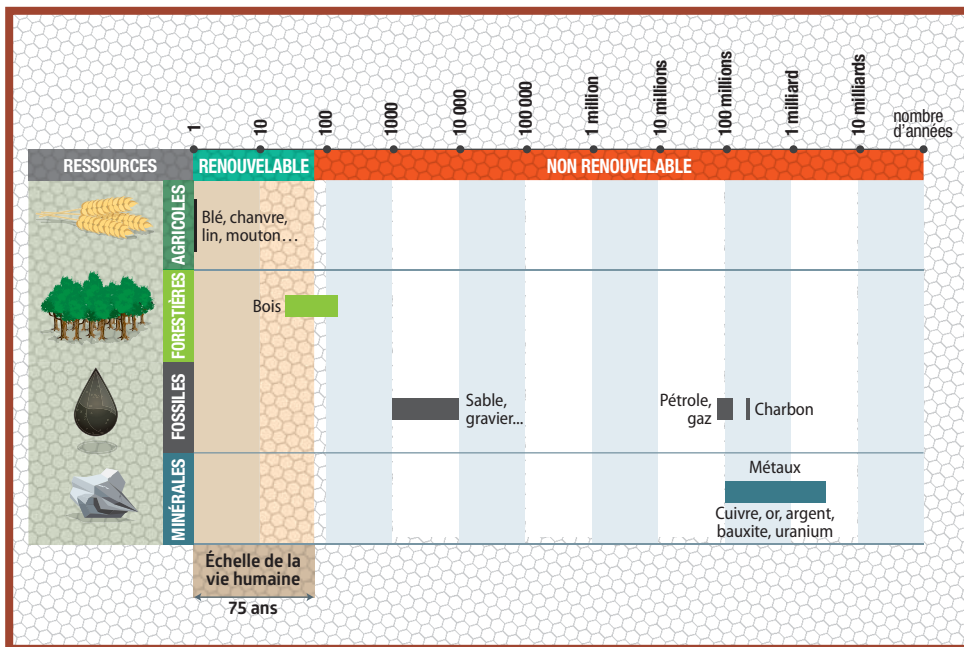 1
10
100
1000
10 000
100 000
1 million
10 millions
100 millions
1 milliard
10 milliards
nombre
d'années
RESSOURCES
RENOUVELABLE
NON RENOUVELABLE
AGRICOLES
Blé, chanvre,
lin, mouton…
FORESTIÈRES
Bois
FOSSILES
Sable,
gravier...
Pétrole,
gaz
Charbon
MINÉRALES
Métaux
Cuivre, or, argent,
bauxite, uranium
Échelle de la
vie humaine
75 ans